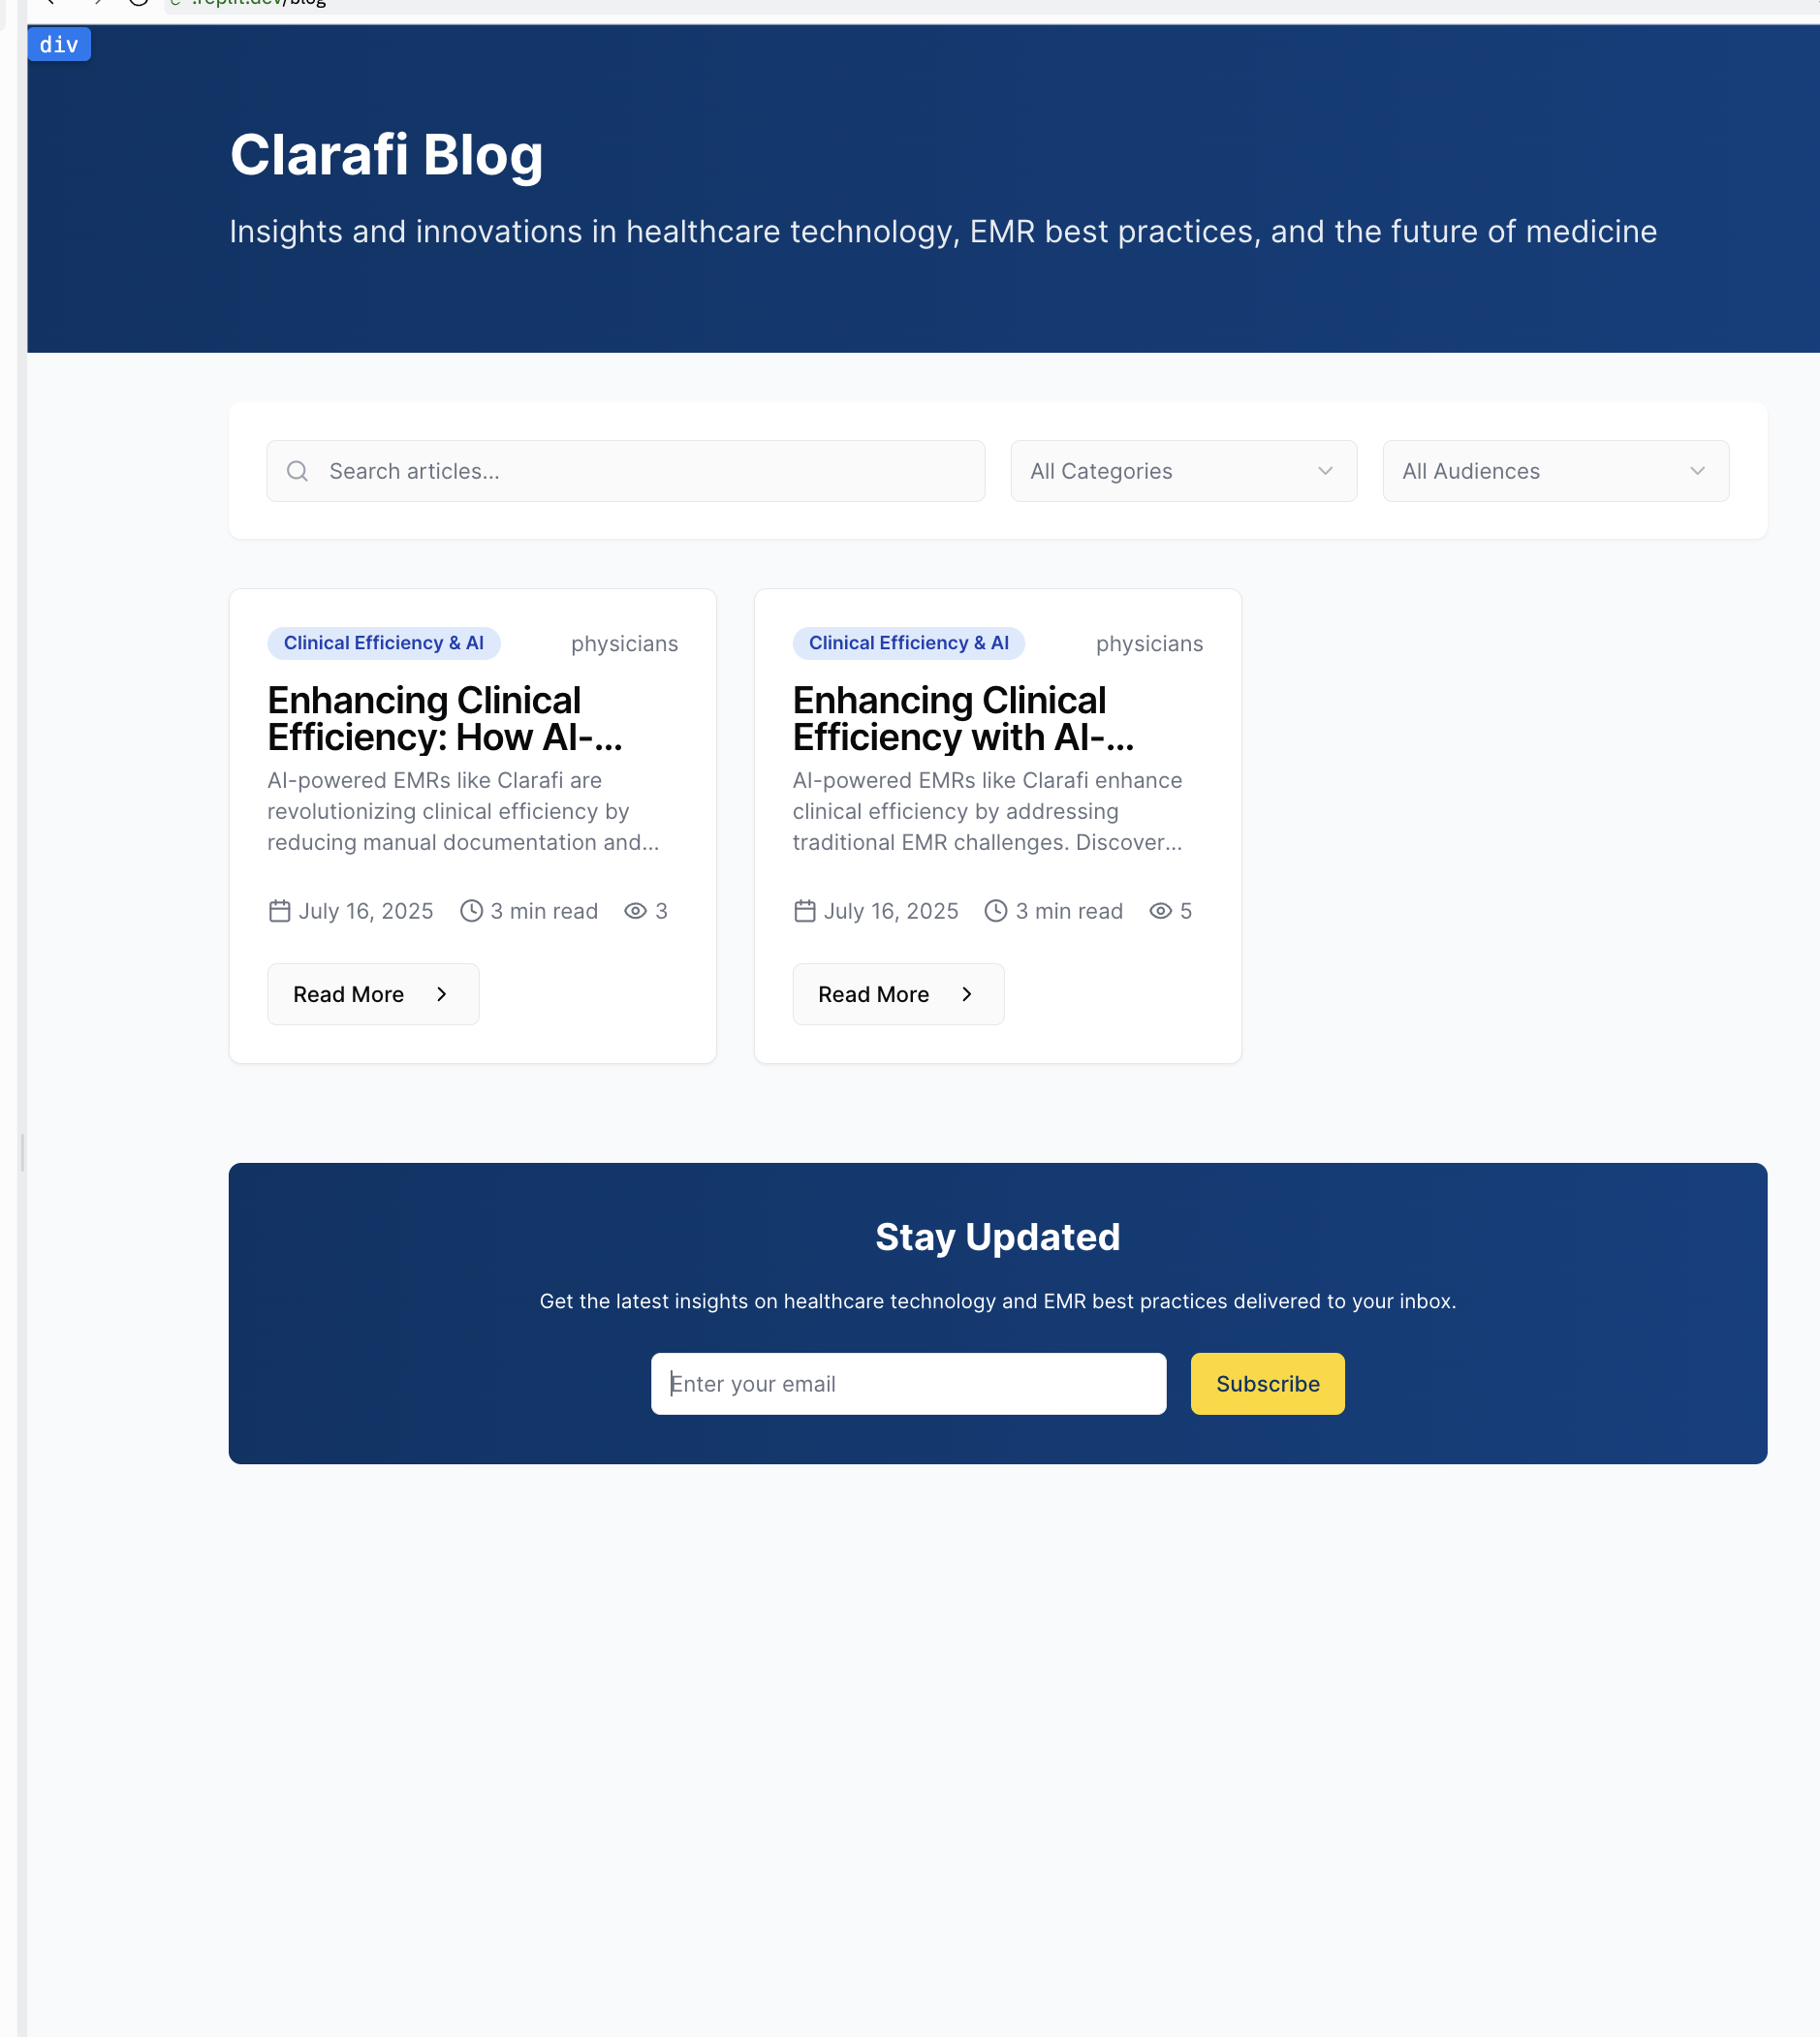 .replit.dev/blog
div
Clarafi Blog
Insights and innovations in healthcare technology, EMR best practices, and the future of medicine
Search articles...
All Categories
All Audiences
Clinical Efficiency & AI
physicians
Enhancing Clinical
Efficiency: How AI-...
AI-powered EMRs like Clarafi are
revolutionizing clinical efficiency by
reducing manual documentation and...
July 16, 2025
3 min read
3
Read More
Clinical Efficiency & AI
physicians
Enhancing Clinical
Efficiency with AI-...
AI-powered EMRs like Clarafi enhance
clinical efficiency by addressing
traditional EMR challenges. Discover...
July 16, 2025
3 min read
5
Read More
Stay Updated
Get the latest insights on healthcare technology and EMR best practices delivered to your inbox.
Enter your email
Subscribe